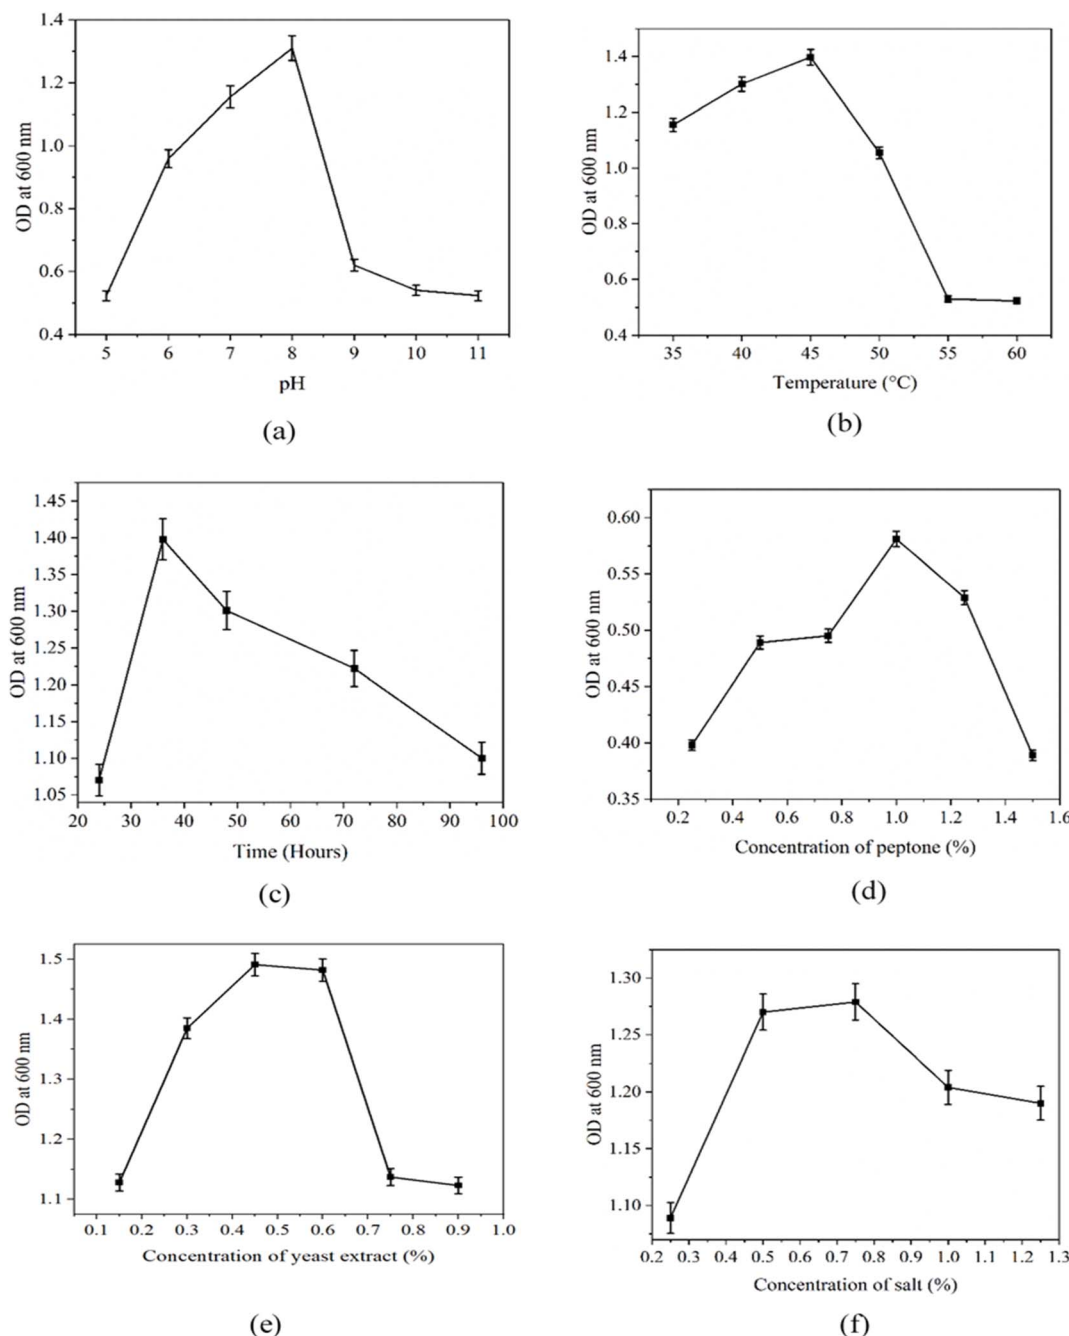 1.4
1.2
1.0
0.8
0.6
0.4
OD at 600 nm
5 6 7 8 9 10 11
pH
(a)
1.4
1.2
1.0
0.8
0.6
0.4
OD at 600 nm
35 40 45 50 55 60
Temperature (°C)
(b)
1.45
1.40
1.35
1.30
1.25
1.20
1.15
1.10
1.05
OD at 600 nm
20 30 40 50 60 70 80 90 100
Time (Hours)
(c)
0.60
0.55
0.50
0.45
0.40
0.35
OD at 600 nm
0.2 0.4 0.6 0.8 1.0 1.2 1.4 1.6
Concentration of peptone (%)
(d)
1.5
1.4
1.3
1.2
1.1
OD at 600 nm
0.1 0.2 0.3 0.4 0.5 0.6 0.7 0.8 0.9 1.0
Concentration of yeast extract (%)
(e)
1.30
1.25
1.20
1.15
1.10
OD at 600 nm
0.2 0.3 0.4 0.5 0.6 0.7 0.8 0.9 1.0 1.1 1.2 1.3
Concentration of salt (%)
(f)